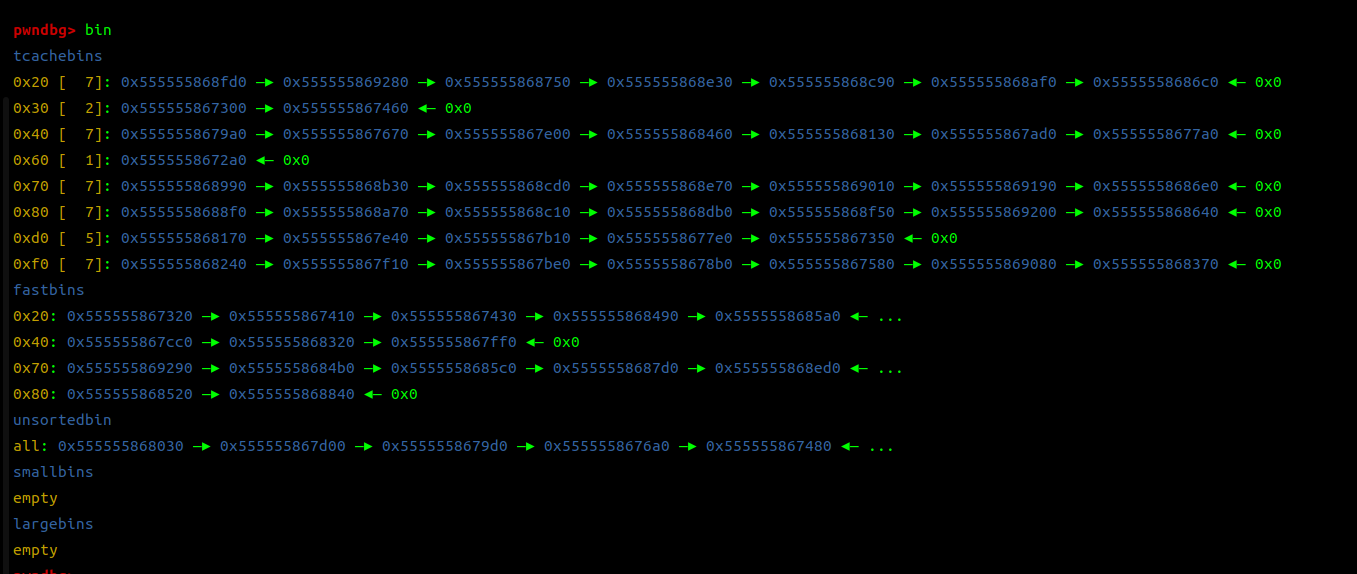 pwndbg> bin
tcachebins
0x20 [  7]: 0x555555868fd0 —▸ 0x555555869280 —▸ 0x555555868750 —▸ 0x555555868e30 —▸ 0x555555868c90 —▸ 0x555555868af0 —▸ 0x5555558686c0 ◂— 0x0
0x30 [  2]: 0x555555867300 —▸ 0x555555867460 ◂— 0x0
0x40 [  7]: 0x5555558679a0 —▸ 0x555555867670 —▸ 0x555555867e00 —▸ 0x555555868460 —▸ 0x555555868130 —▸ 0x555555867ad0 —▸ 0x5555558677a0 ◂— 0x0
0x60 [  1]: 0x5555558672a0 ◂— 0x0
0x70 [  7]: 0x555555868990 —▸ 0x555555868b30 —▸ 0x555555868cd0 —▸ 0x555555868e70 —▸ 0x555555869010 —▸ 0x555555869190 —▸ 0x5555558686e0 ◂— 0x0
0x80 [  7]: 0x5555558688f0 —▸ 0x555555868a70 —▸ 0x555555868c10 —▸ 0x555555868db0 —▸ 0x555555868f50 —▸ 0x555555869200 —▸ 0x555555868640 ◂— 0x0
0xd0 [  5]: 0x555555868170 —▸ 0x555555867e40 —▸ 0x555555867b10 —▸ 0x5555558677e0 —▸ 0x555555867350 ◂— 0x0
0xf0 [  7]: 0x555555868240 —▸ 0x555555867f10 —▸ 0x555555867be0 —▸ 0x5555558678b0 —▸ 0x555555867580 —▸ 0x555555869080 —▸ 0x555555868370 ◂— 0x0
fastbins
0x20: 0x555555867320 —▸ 0x555555867410 —▸ 0x555555867430 —▸ 0x555555868490 —▸ 0x5555558685a0 ◂— ...
0x40: 0x555555867cc0 —▸ 0x555555868320 —▸ 0x555555867ff0 ◂— 0x0
0x70: 0x555555869290 —▸ 0x5555558684b0 —▸ 0x5555558685c0 —▸ 0x5555558687d0 —▸ 0x555555868ed0 ◂— ...
0x80: 0x555555868520 —▸ 0x555555868840 ◂— 0x0
unsortedbin
all: 0x555555868030 —▸ 0x555555867d00 —▸ 0x5555558679d0 —▸ 0x5555558676a0 —▸ 0x555555867480 ◂— ...
smallbins
empty
largebins
empty